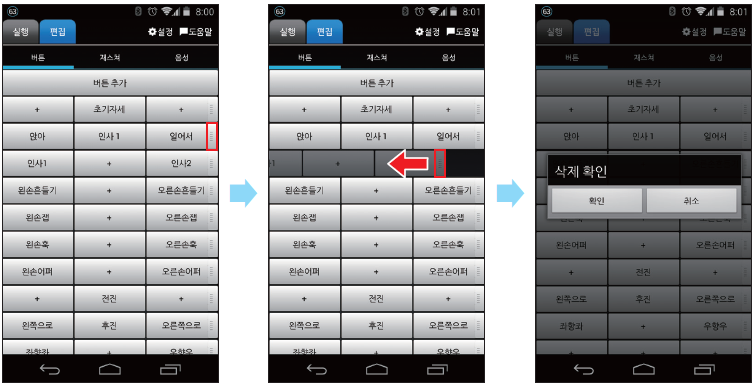 63 8:00
실행 편집 설정 도움말
버튼 제스쳐 음성
버튼 추가
+ 초기자세 +
앉아 인사 1 일어서
인사1 + 인사2
왼손흔들기 + 오른손흔들기
왼손잽 + 오른손잽
왼손훅 + 오른손훅
왼손어퍼 + 오른손어퍼
+ 전진 +
왼쪽으로 후진 오른쪽으로
좌향좌 + 우향우
63 8:01
실행 편집 설정 도움말
버튼 제스쳐 음성
버튼 추가
+ 초기자세 +
앉아 인사 1 일어서
+
왼손흔들기 + 오른손흔들기
왼손잽 + 오른손잽
왼손훅 + 오른손훅
왼손어퍼 + 오른손어퍼
+ 전진 +
왼쪽으로 후진 오른쪽으로
좌향좌 + 우향우
63 8:01
실행 편집 설정 도움말
버튼 제스쳐 음성
버튼 추가
+ 초기자세 +
앉아 인사 1 일어서
삭제 확인
확인 취소
왼손훅 + 오른손훅
왼손어퍼 + 오른손어퍼
+ 전진 +
왼쪽으로 후진 오른쪽으로
좌향좌 + 우향우
+ + +